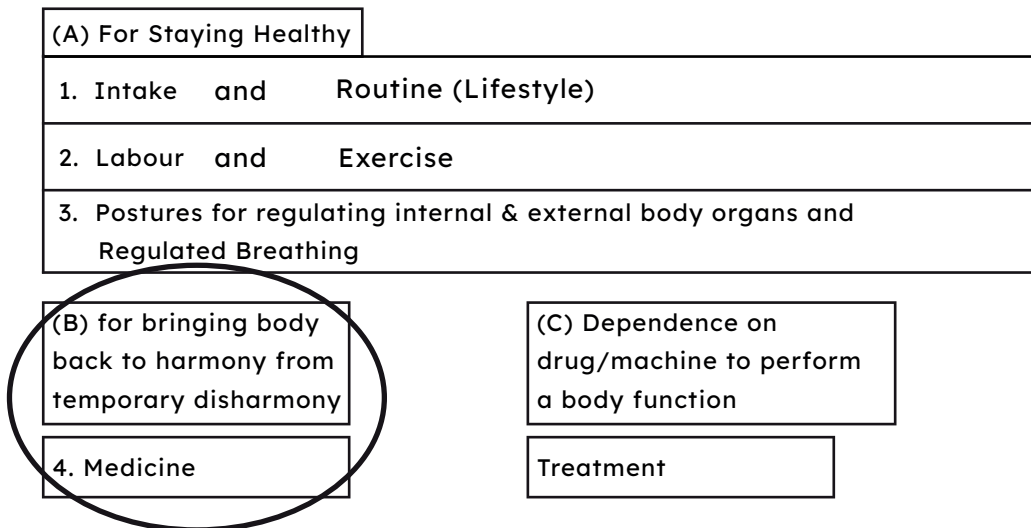 (A) For Staying Healthy
1. Intake and Routine (Lifestyle)
2. Labour and Exercise
3. Postures for regulating internal & external body organs and
Regulated Breathing
(B) for bringing body
back to harmony from
temporary disharmony
4. Medicine
(C) Dependence on
drug/machine to perform
a body function
Treatment